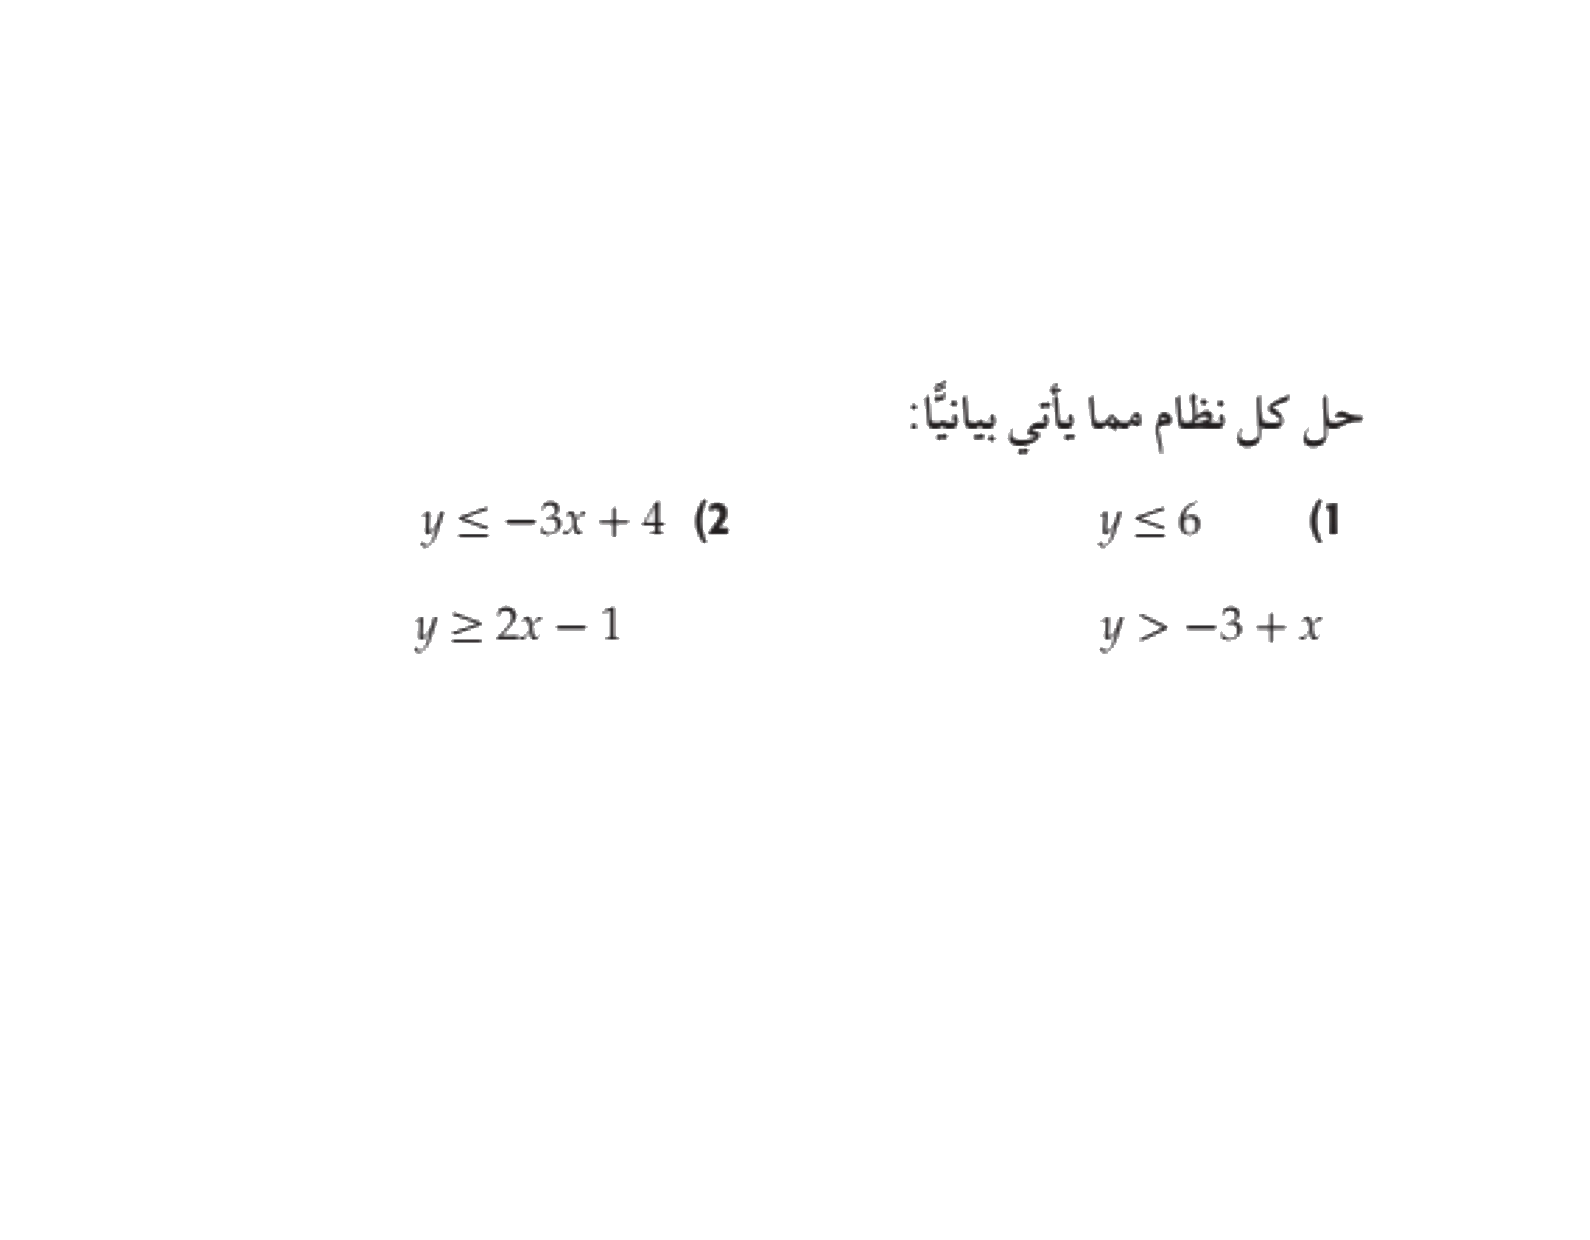 حل كل نظام مما يأتي بيانيًّا:
(1 y ≤ 6
y > −3 + x
(2 y ≤ −3x + 4
y ≥ 2x − 1